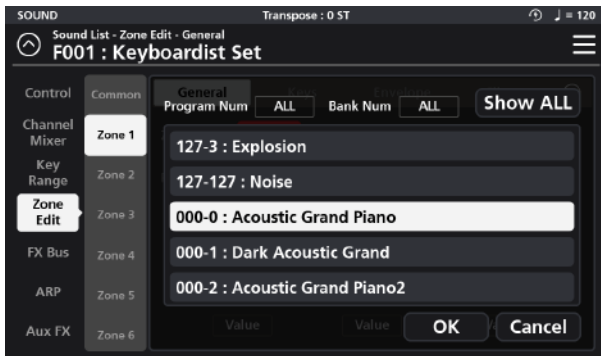 SOUND
Transpose : 0 ST
♩ = 120
Sound List - Zone Edit - General
F001 : Keyboardist Set
Control
Channel Mixer
Key Range
Zone Edit
FX Bus
ARP
Aux FX
Common
Zone 1
Zone 2
Zone 3
Zone 4
Zone 5
Zone 6
General
Keys
Envelope
Program Num ALL Bank Num ALL Show ALL
127-3 : Explosion
127-127 : Noise
000-0 : Acoustic Grand Piano
000-1 : Dark Acoustic Grand
000-2 : Acoustic Grand Piano2
Value
Value
OK
Cancel